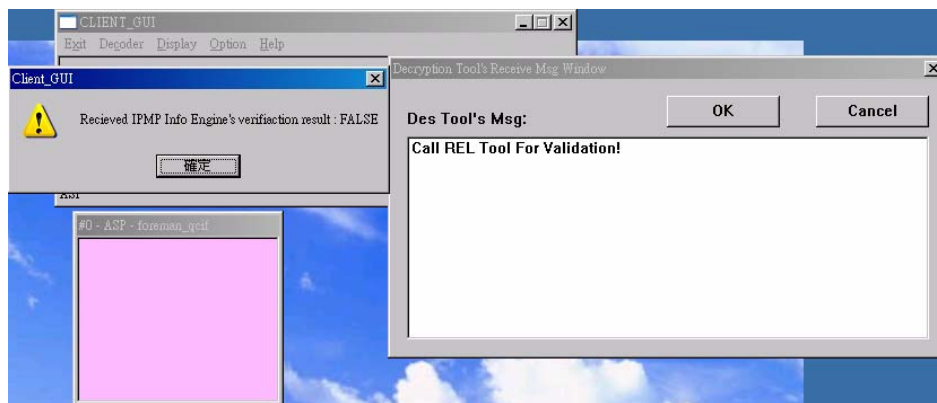 CLIENT_GUI
Exit Decoder Display Option Help
Client_GUI
Recieved IPMP Info Engine's verifiaction result : FALSE
確定
ASP
#0 - ASP - foreman_qcif
Decryption Tool's Receive Msg Window
Des Tool's Msg:
OK
Cancel
Call REL Tool For Validation!